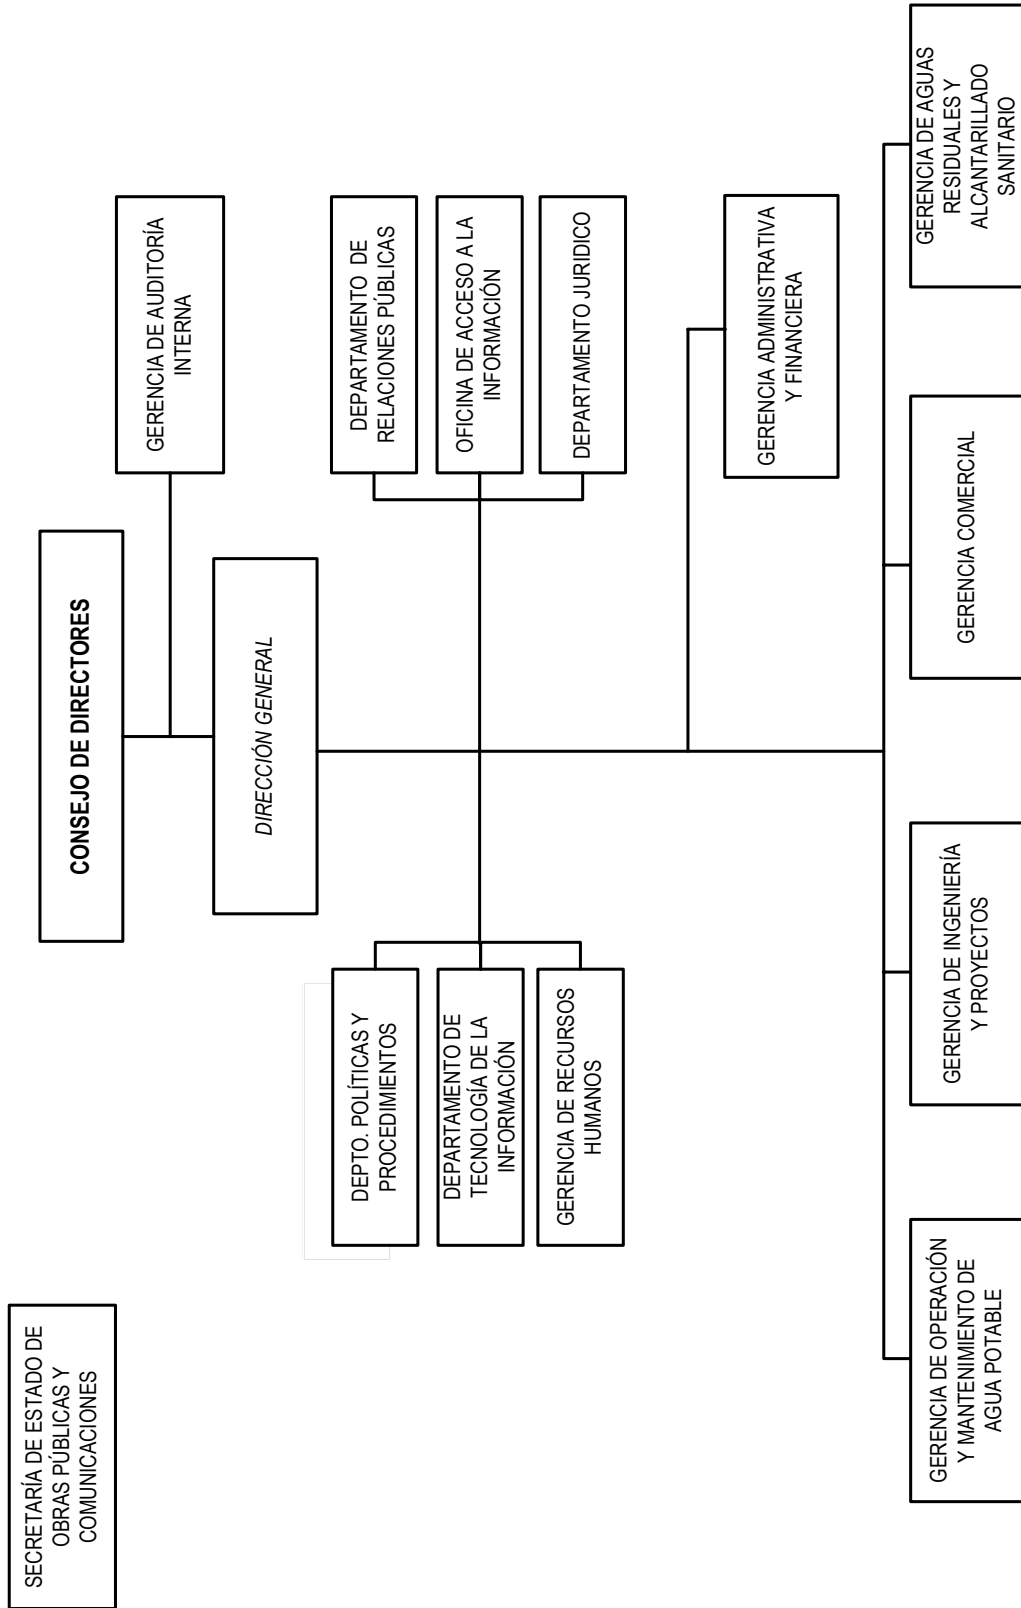 SECRETARÍA DE ESTADO DE
OBRAS PÚBLICAS Y
COMUNICACIONES
CONSEJO DE DIRECTORES
GERENCIA DE AUDITORÍA
INTERNA
DIRECCIÓN GENERAL
DEPTO. POLÍTICAS Y
PROCEDIMIENTOS
DEPARTAMENTO DE
TECNOLOGÍA DE LA
INFORMACIÓN
GERENCIA DE RECURSOS
HUMANOS
DEPARTAMENTO DE
RELACIONES PÚBLICAS
OFICINA DE ACCESO A LA
INFORMACIÓN
DEPARTAMENTO JURIDICO
GERENCIA ADMINISTRATIVA
Y FINANCIERA
GERENCIA DE OPERACIÓN
Y MANTENIMIENTO DE
AGUA POTABLE
GERENCIA DE INGENIERÍA
Y PROYECTOS
GERENCIA COMERCIAL
GERENCIA DE AGUAS
RESIDUALES Y
ALCANTARILLADO
SANITARIO